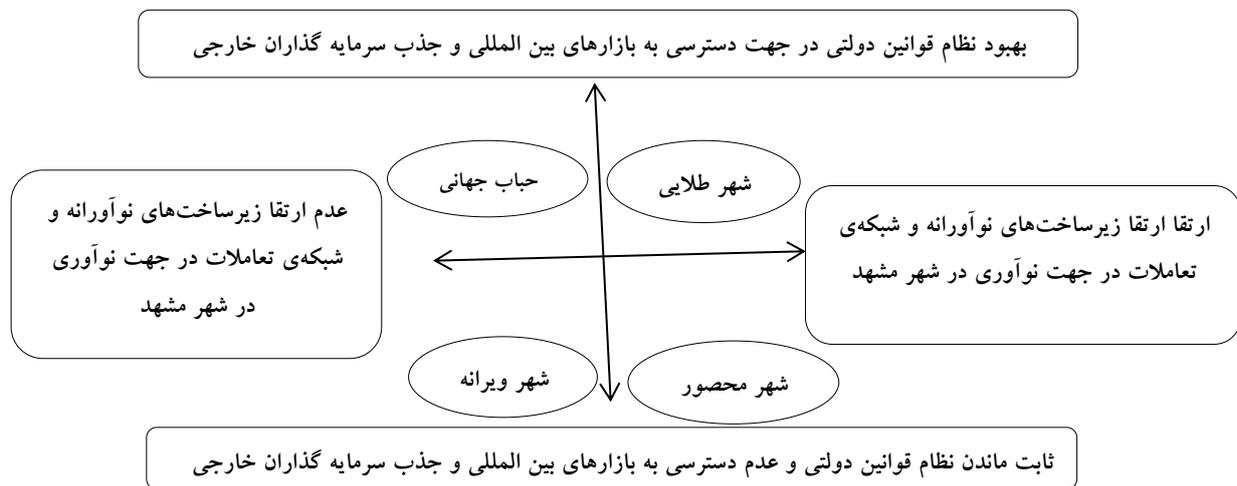 بهبود نظام قوانین دولتی در جهت دسترسی به بازارهای بین المللی و جذب سرمایه گذاران خارجی
شهر طلایی
حباب جهانی
ارتقا ارتقا زیرساخت‌های نوآورانه و شبکه‌ی
تعاملات در جهت نوآوری در شهر مشهد
عدم ارتقا زیرساخت‌های نوآورانه و
شبکه‌ی تعاملات در جهت نوآوری
در شهر مشهد
شهر محصور
شهر ویرانه
ثابت ماندن نظام قوانین دولتی و عدم دسترسی به بازارهای بین المللی و جذب سرمایه گذاران خارجی